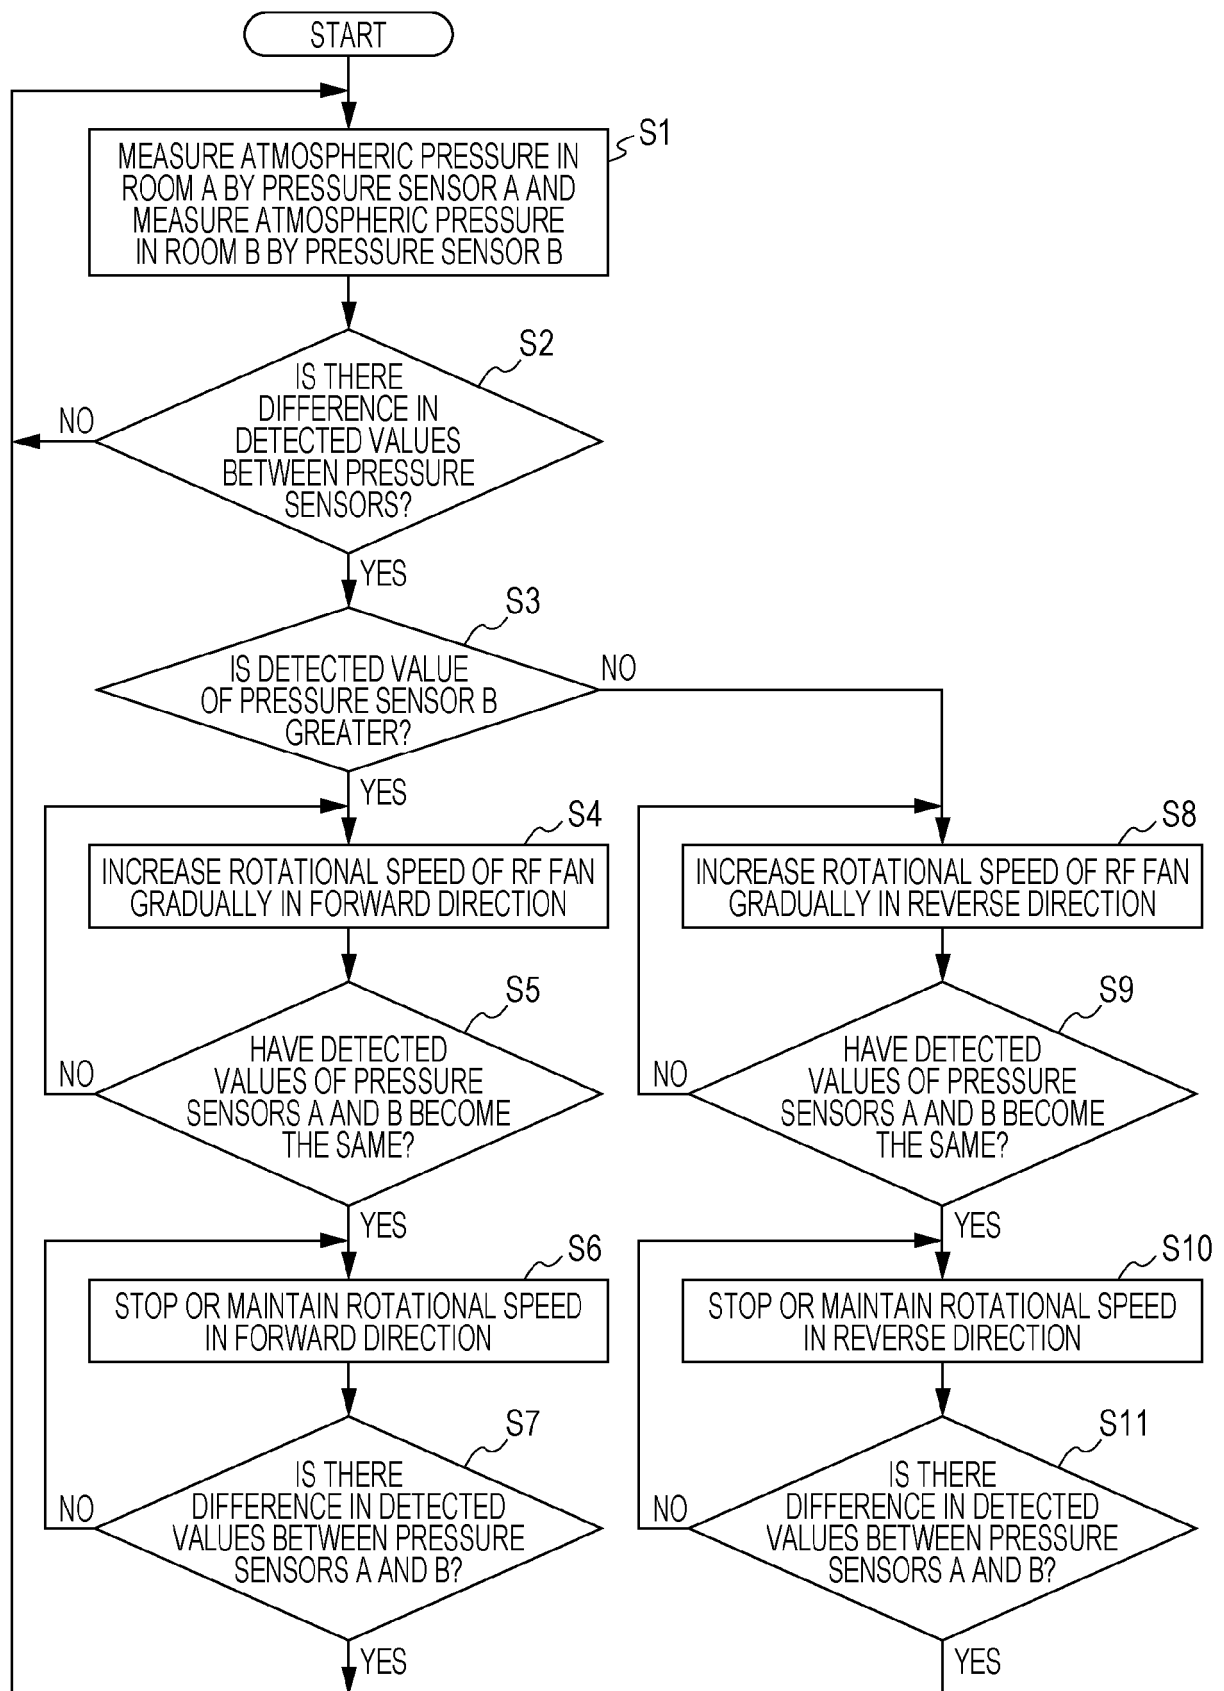 START
S1
MEASURE ATMOSPHERIC PRESSURE IN
ROOM A BY PRESSURE SENSOR A AND
MEASURE ATMOSPHERIC PRESSURE
IN ROOM B BY PRESSURE SENSOR B
S2
IS THERE
DIFFERENCE IN
DETECTED VALUES
BETWEEN PRESSURE
SENSORS?
NO
YES
S3
IS DETECTED VALUE
OF PRESSURE SENSOR B
GREATER?
NO
YES
S4
INCREASE ROTATIONAL SPEED OF RF FAN
GRADUALLY IN FORWARD DIRECTION
S5
HAVE DETECTED
VALUES OF PRESSURE
SENSORS A AND B BECOME
THE SAME?
NO
YES
S6
STOP OR MAINTAIN ROTATIONAL SPEED
IN FORWARD DIRECTION
S7
IS THERE
DIFFERENCE IN DETECTED
VALUES BETWEEN PRESSURE
SENSORS A AND B?
NO
YES
S8
INCREASE ROTATIONAL SPEED OF RF FAN
GRADUALLY IN REVERSE DIRECTION
S9
HAVE DETECTED
VALUES OF PRESSURE
SENSORS A AND B BECOME
THE SAME?
NO
YES
S10
STOP OR MAINTAIN ROTATIONAL SPEED
IN REVERSE DIRECTION
S11
IS THERE
DIFFERENCE IN DETECTED
VALUES BETWEEN PRESSURE
SENSORS A AND B?
NO
YES